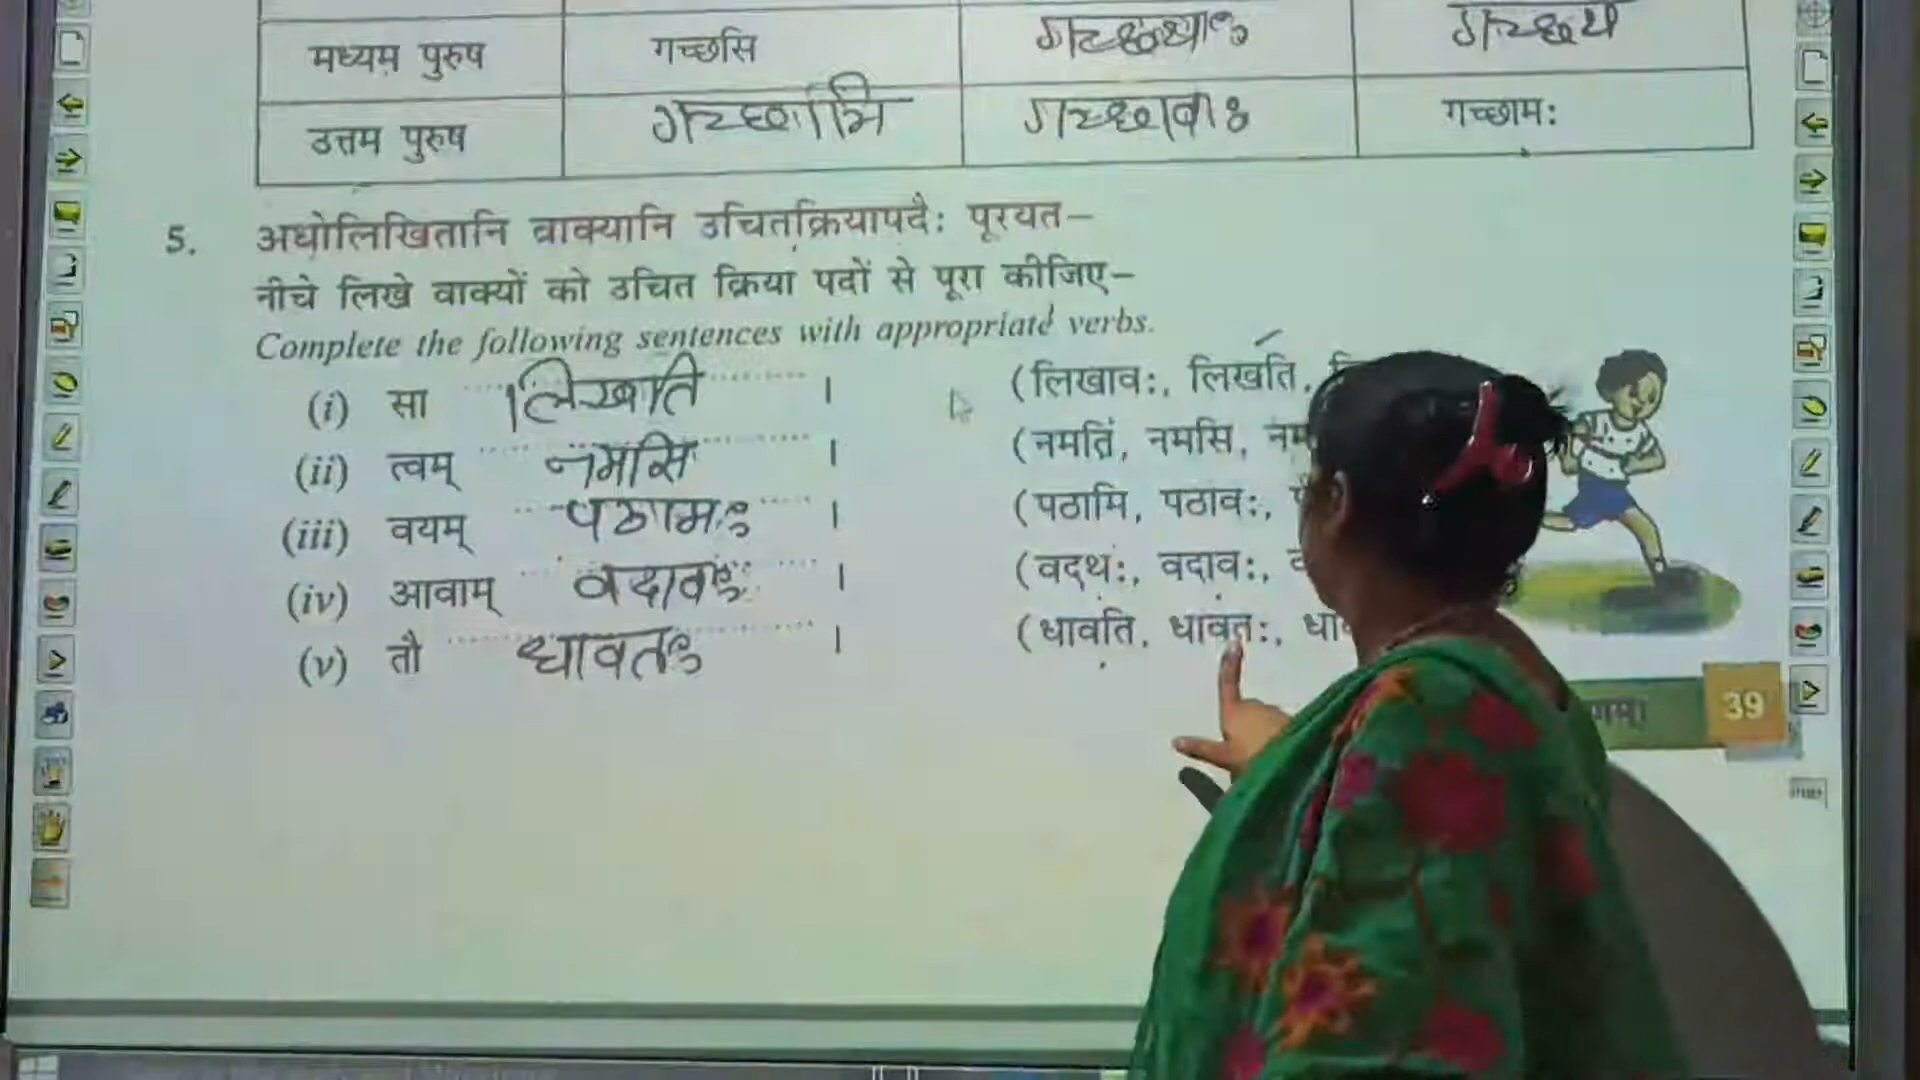 मध्यम पुरुष गच्छसि गच्छथः गच्छथ
उत्तम पुरुष गच्छामि गच्छावः गच्छाम:
5. अधोलिखितानि वाक्यानि उचितक्रियापदै: पूरयत–
नीचे लिखे वाक्यों को उचित क्रिया पदों से पूरा कीजिए–
Complete the following sentences with appropriate verbs.
(i) सा लिखति । (लिखाव:, लिखति,
(ii) त्वम् नमसि । (नमति, नमसि,
(iii) वयम् पठामः । (पठामि, पठाव:,
(iv) आवाम् वदावः । (वदथ:, वदाव:,
(v) तौ धावतः । (धावति, धावत:,
39